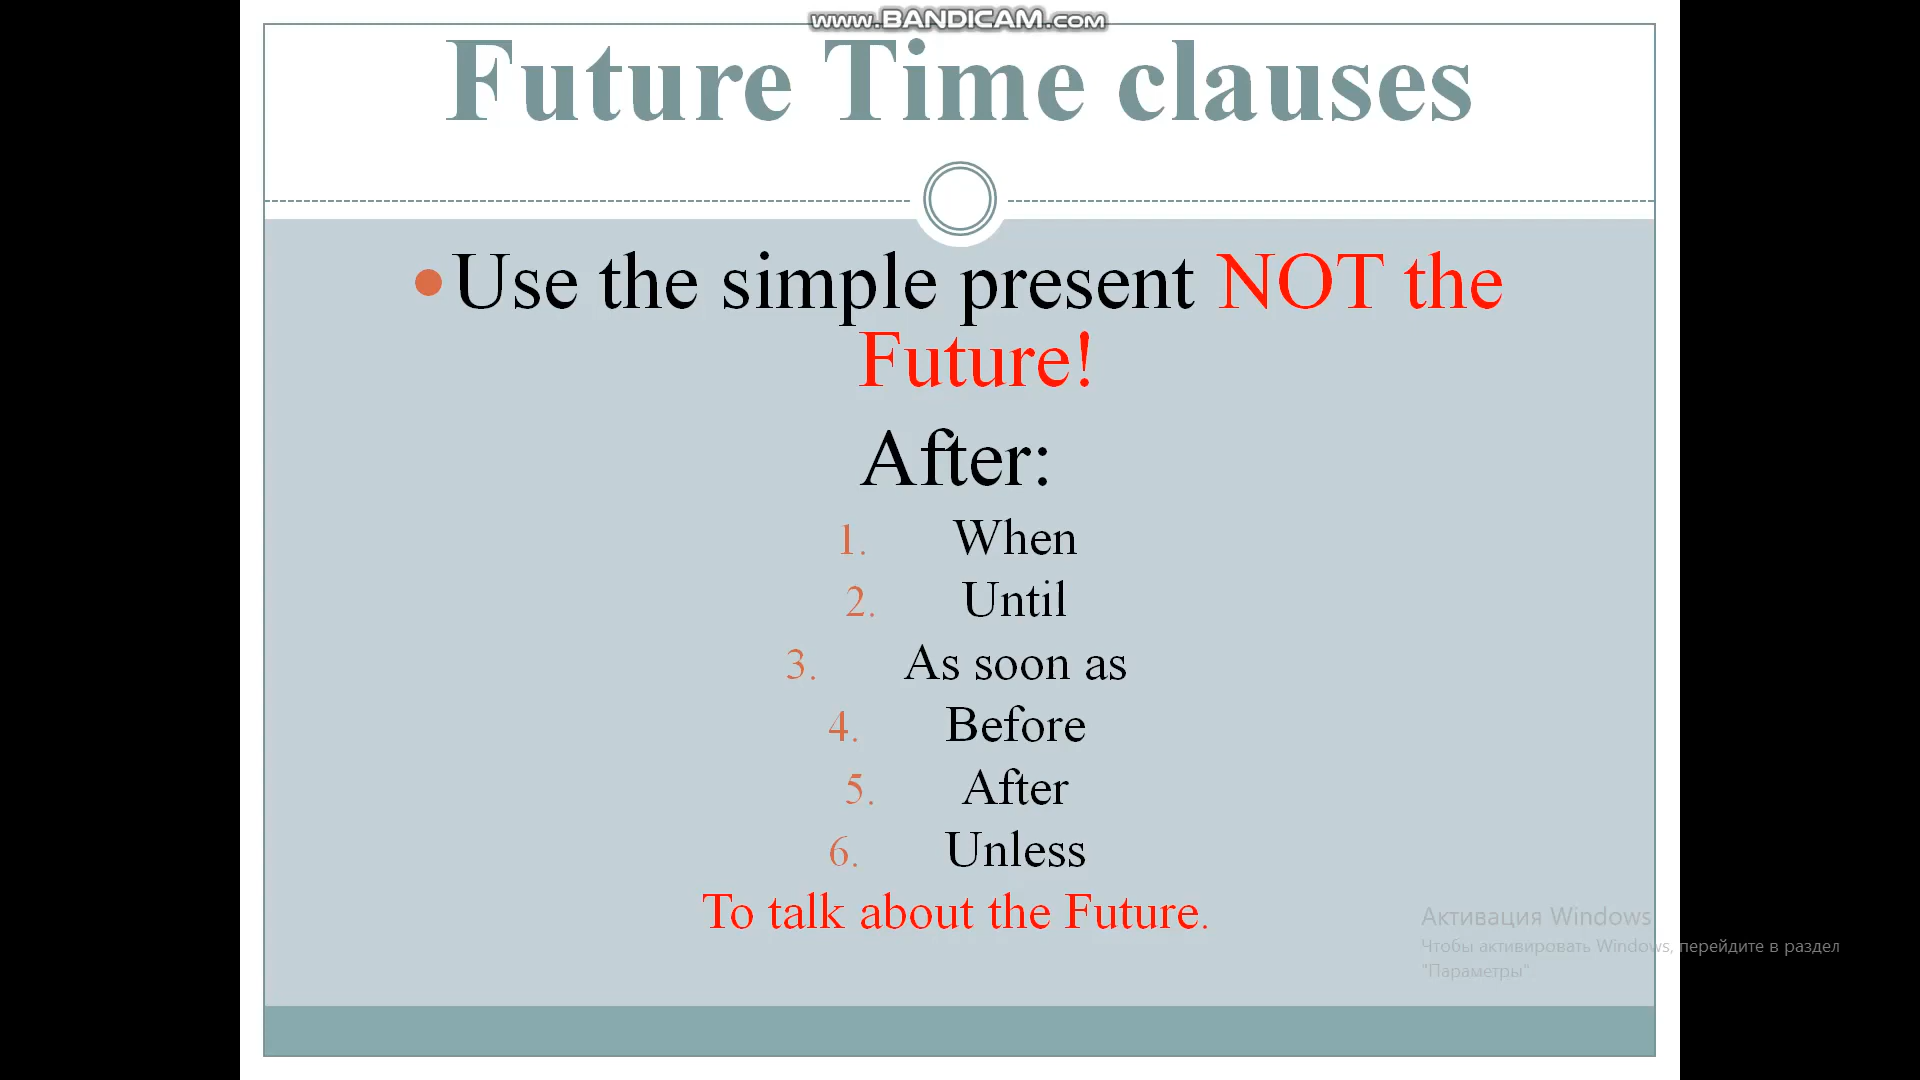 www.BANDICAM.com
Future Time clauses
•Use the simple present NOT the
Future!
After:
1. When
2. Until
3. As soon as
4. Before
5. After
6. Unless
To talk about the Future.
Активация Windows
Чтобы активировать Windows, перейдите в раздел
"Параметры"